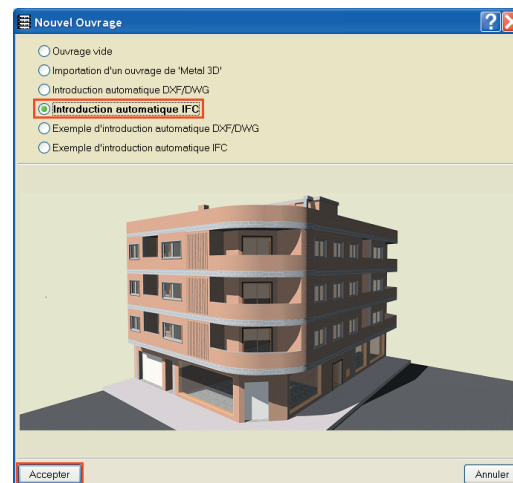 Nouvel Ouvrage
Ouvrage vide
Importation d'un ouvrage de 'Metal 3D'
Introduction automatique DXF/DWG
Introduction automatique IFC
Exemple d'introduction automatique DXF/DWG
Exemple d'introduction automatique IFC
Accepter
Annuler